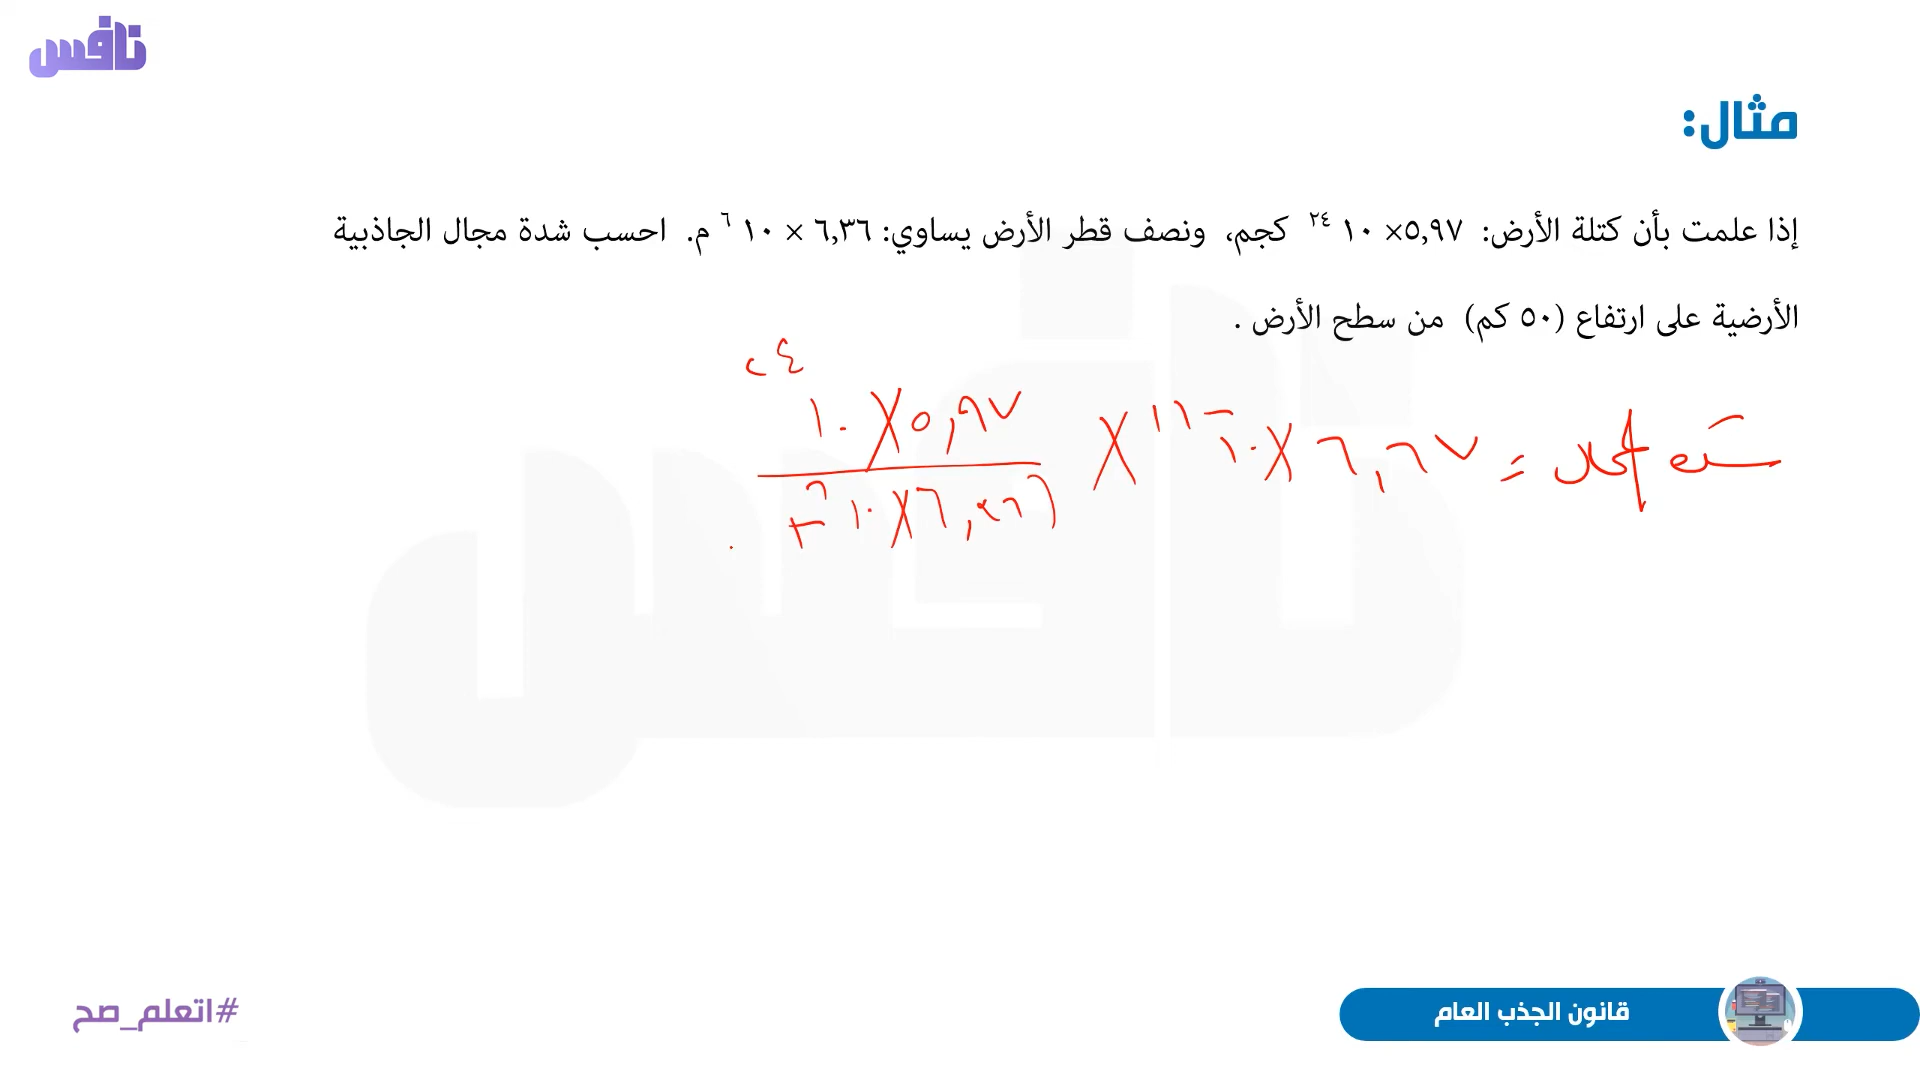 نافس
مثال:
إذا علمت بأن كتلة الأرض: ٥,٩٧× ١٠ ٢٤ كجم، ونصف قطر الأرض يساوي: ٦,٣٦ × ١٠ ٦ م. احسب شدة مجال الجاذبية
الأرضية على ارتفاع (٥٠ كم) من سطح الأرض .
٢٤
٥,٩٧ × ١٠
شدة المجال = ٦,٦٧ × ١٠ -١١ ×
(٦,٣٦ × ١٠ ٦ +
قانون الجذب العام
#اتعلم_صح